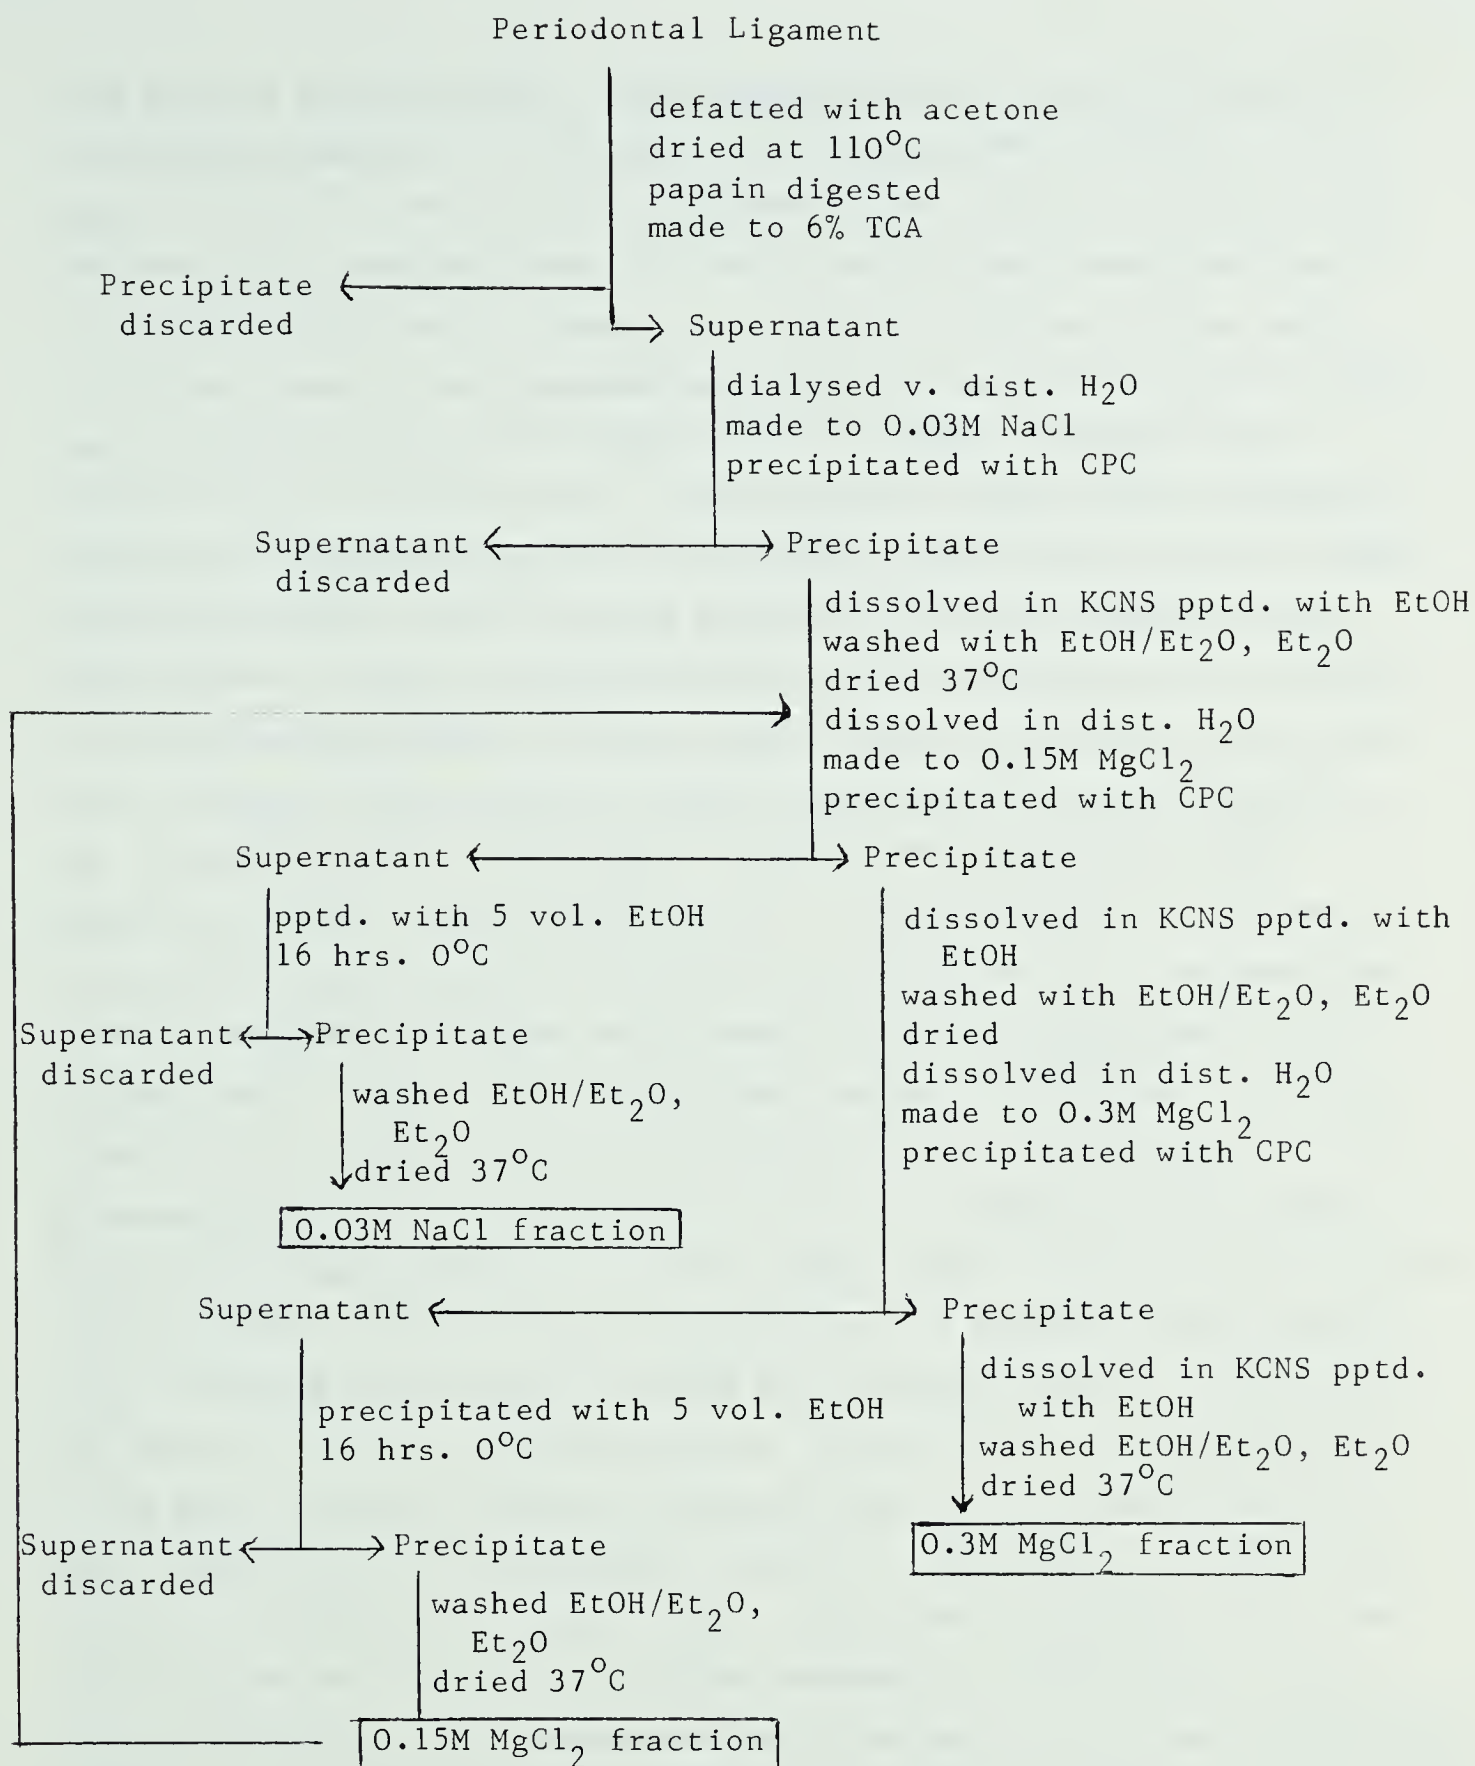 Periodontal Ligament
defatted with acetone
dried at 110°C
papain digested
made to 6% TCA
Precipitate
discarded
Supernatant
dialysed v. dist. H₂O
made to 0.03M NaCl
precipitated with CPC
Supernatant
discarded
Precipitate
dissolved in KCNS pptd. with EtOH
washed with EtOH/Et₂O, Et₂O
dried 37°C
dissolved in dist. H₂O
made to 0.15M MgCl₂
precipitated with CPC
Supernatant
Precipitate
pptd. with 5 vol. EtOH
16 hrs. 0°C
Supernatant
discarded
Precipitate
washed EtOH/Et₂O,
Et₂O
dried 37°C
0.03M NaCl fraction
dissolved in KCNS pptd. with
EtOH
washed with EtOH/Et₂O, Et₂O
dried
dissolved in dist. H₂O
made to 0.3M MgCl₂
precipitated with CPC
Supernatant
Precipitate
precipitated with 5 vol. EtOH
16 hrs. 0°C
dissolved in KCNS pptd.
with EtOH
washed EtOH/Et₂O, Et₂O
dried 37°C
0.3M MgCl₂ fraction
Supernatant
discarded
Precipitate
washed EtOH/Et₂O,
Et₂O
dried 37°C
0.15M MgCl₂ fraction